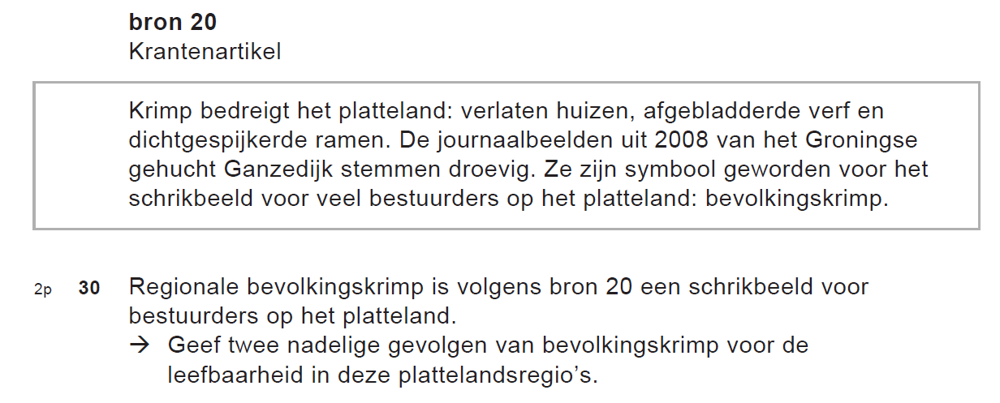 bron 20
Krantenartikel
Krimp bedreigt het platteland: verlaten huizen, afgebladderde verf en
dichtgespijkerde ramen. De journaalbeelden uit 2008 van het Groningse
gehucht Ganzedijk stemmen droevig. Ze zijn symbool geworden voor het
schrikbeeld voor veel bestuurders op het platteland: bevolkingskrimp.
2p 30 Regionale bevolkingskrimp is volgens bron 20 een schrikbeeld voor
bestuurders op het platteland.
→ Geef twee nadelige gevolgen van bevolkingskrimp voor de
leefbaarheid in deze plattelandsregio's.